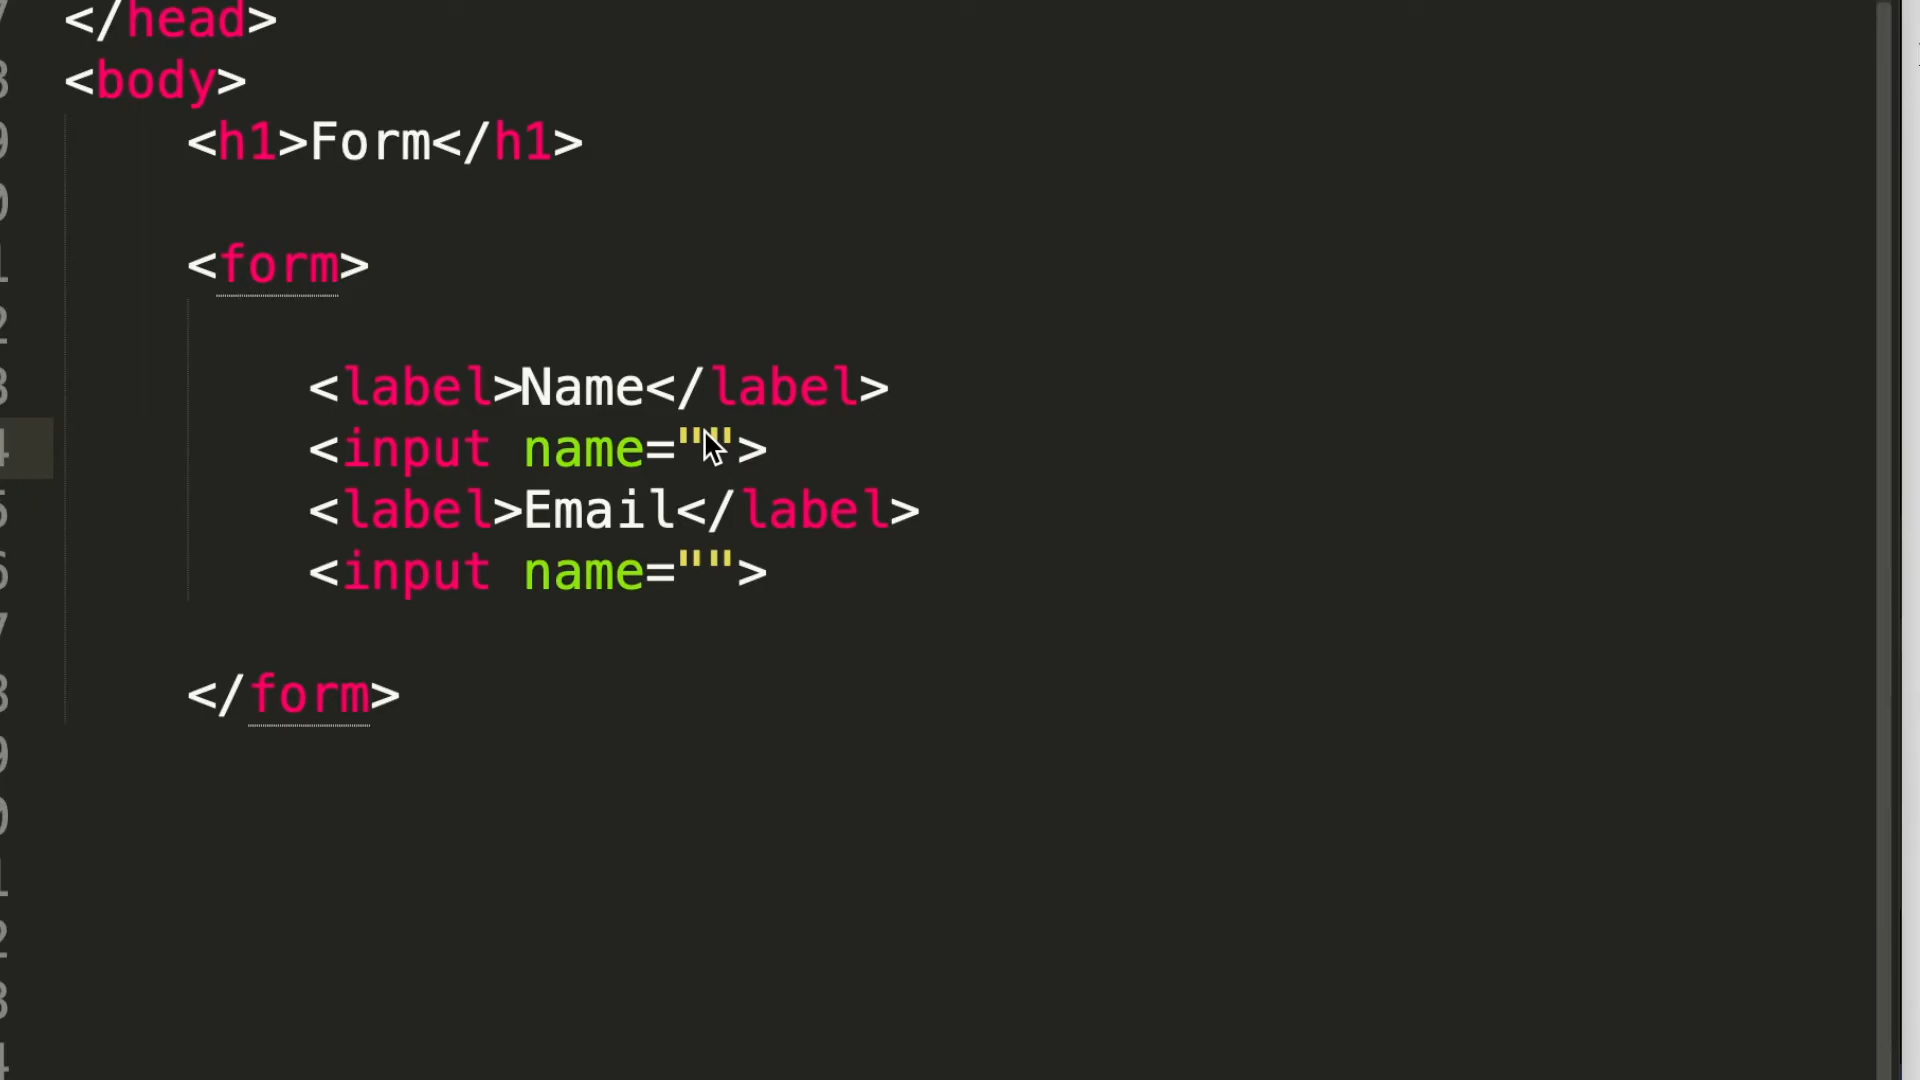 </head>
<body>
<h1>Form</h1>
<form>
<label>Name</label>
<input name="">
<label>Email</label>
<input name="">
</form>